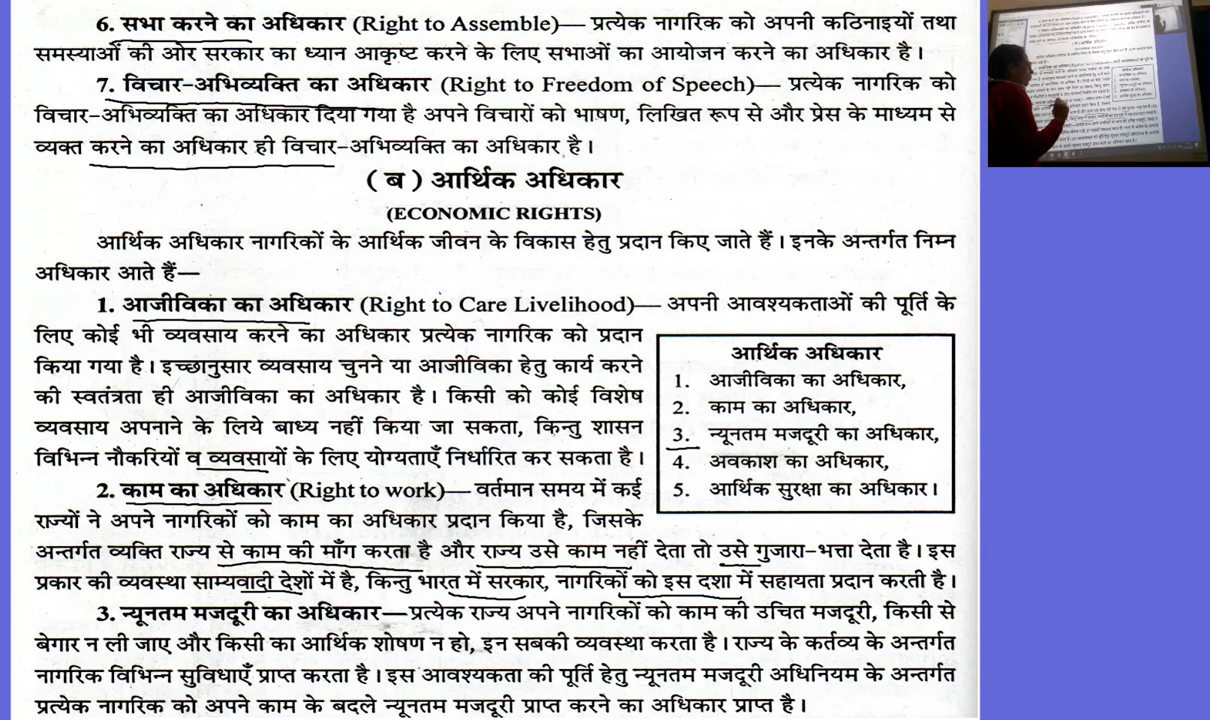 6. सभा करने का अधिकार (Right to Assemble)— प्रत्येक नागरिक को अपनी कठिनाइयों तथा
समस्याओं की ओर सरकार का ध्यानाकृष्ट करने के लिए सभाओं का आयोजन करने का अधिकार है।
7. विचार-अभिव्यक्ति का अधिकार (Right to Freedom of Speech)— प्रत्येक नागरिक को
विचार-अभिव्यक्ति का अधिकार दिया गया है अपने विचारों को भाषण, लिखित रूप से और प्रेस के माध्यम से
व्यक्त करने का अधिकार ही विचार-अभिव्यक्ति का अधिकार है।
( ब ) आर्थिक अधिकार
(ECONOMIC RIGHTS)
आर्थिक अधिकार नागरिकों के आर्थिक जीवन के विकास हेतु प्रदान किए जाते हैं। इनके अन्तर्गत निम्न
अधिकार आते हैं—
1. आजीविका का अधिकार (Right to Care Livelihood)— अपनी आवश्यकताओं की पूर्ति के
लिए कोई भी व्यवसाय करने का अधिकार प्रत्येक नागरिक को प्रदान
किया गया है। इच्छानुसार व्यवसाय चुनने या आजीविका हेतु कार्य करने
की स्वतंत्रता ही आजीविका का अधिकार है। किसी को कोई विशेष
व्यवसाय अपनाने के लिये बाध्य नहीं किया जा सकता, किन्तु शासन
विभिन्न नौकरियों व व्यवसायों के लिए योग्यताएँ निर्धारित कर सकता है।
आर्थिक अधिकार
1. आजीविका का अधिकार,
2. काम का अधिकार,
3. न्यूनतम मजदूरी का अधिकार,
4. अवकाश का अधिकार,
5. आर्थिक सुरक्षा का अधिकार।
2. काम का अधिकार (Right to work)— वर्तमान समय में कई
राज्यों ने अपने नागरिकों को काम का अधिकार प्रदान किया है, जिसके
अन्तर्गत व्यक्ति राज्य से काम की माँग करता है और राज्य उसे काम नहीं देता तो उसे गुजारा-भत्ता देता है। इस
प्रकार की व्यवस्था साम्यवादी देशों में है, किन्तु भारत में सरकार, नागरिकों को इस दशा में सहायता प्रदान करती है।
3. न्यूनतम मजदूरी का अधिकार—प्रत्येक राज्य अपने नागरिकों को काम की उचित मजदूरी, किसी से
बेगार न ली जाए और किसी का आर्थिक शोषण न हो, इन सबकी व्यवस्था करता है। राज्य के कर्तव्य के अन्तर्गत
नागरिक विभिन्न सुविधाएँ प्राप्त करता है। इस आवश्यकता की पूर्ति हेतु न्यूनतम मजदूरी अधिनियम के अन्तर्गत
प्रत्येक नागरिक को अपने काम के बदले न्यूनतम मजदूरी प्राप्त करने का अधिकार प्राप्त है।